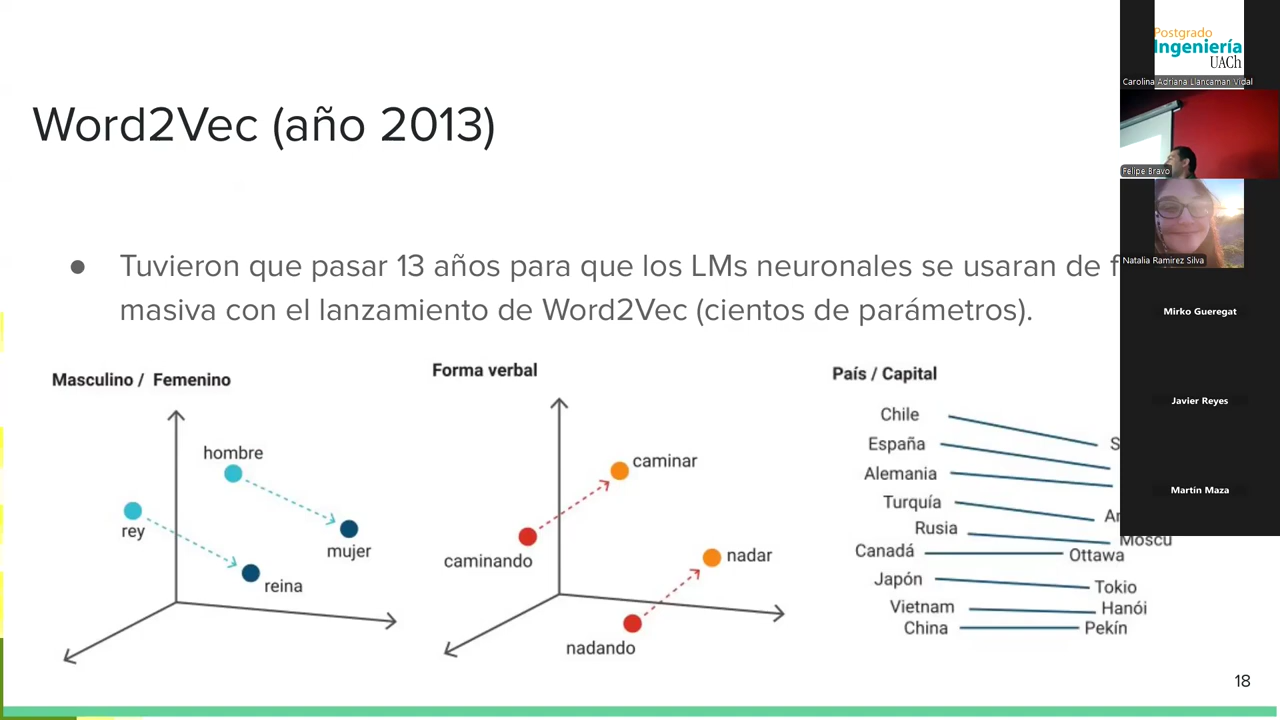 Word2Vec (año 2013)
● Tuvieron que pasar 13 años para que los LMs neuronales se usaran de f
masiva con el lanzamiento de Word2Vec (cientos de parámetros).
Masculino / Femenino
hombre
rey
mujer
reina
Forma verbal
caminar
caminando
nadar
nadando
País / Capital
Chile S
España
Alemania
Turquía
Rusia Moscú
Canadá Ottawa
Japón Tokio
Vietnam Hanói
China Pekín
18
Postgrado
Ingeniería
UACh
Carolina Adriana Llancaman Vidal
Felipe Bravo
Natalia Ramirez Silva
Mirko Gueregat
Javier Reyes
Martín Maza